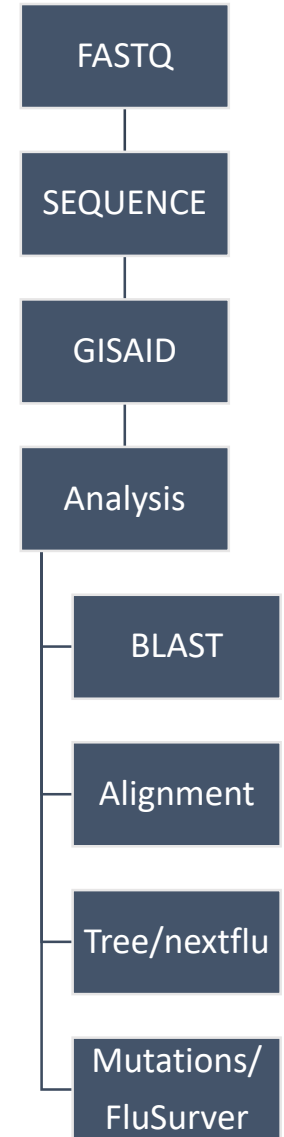 FASTQ
SEQUENCE
GISAID
Analysis
BLAST
Alignment
Tree/nextflu
Mutations/
FluSurver